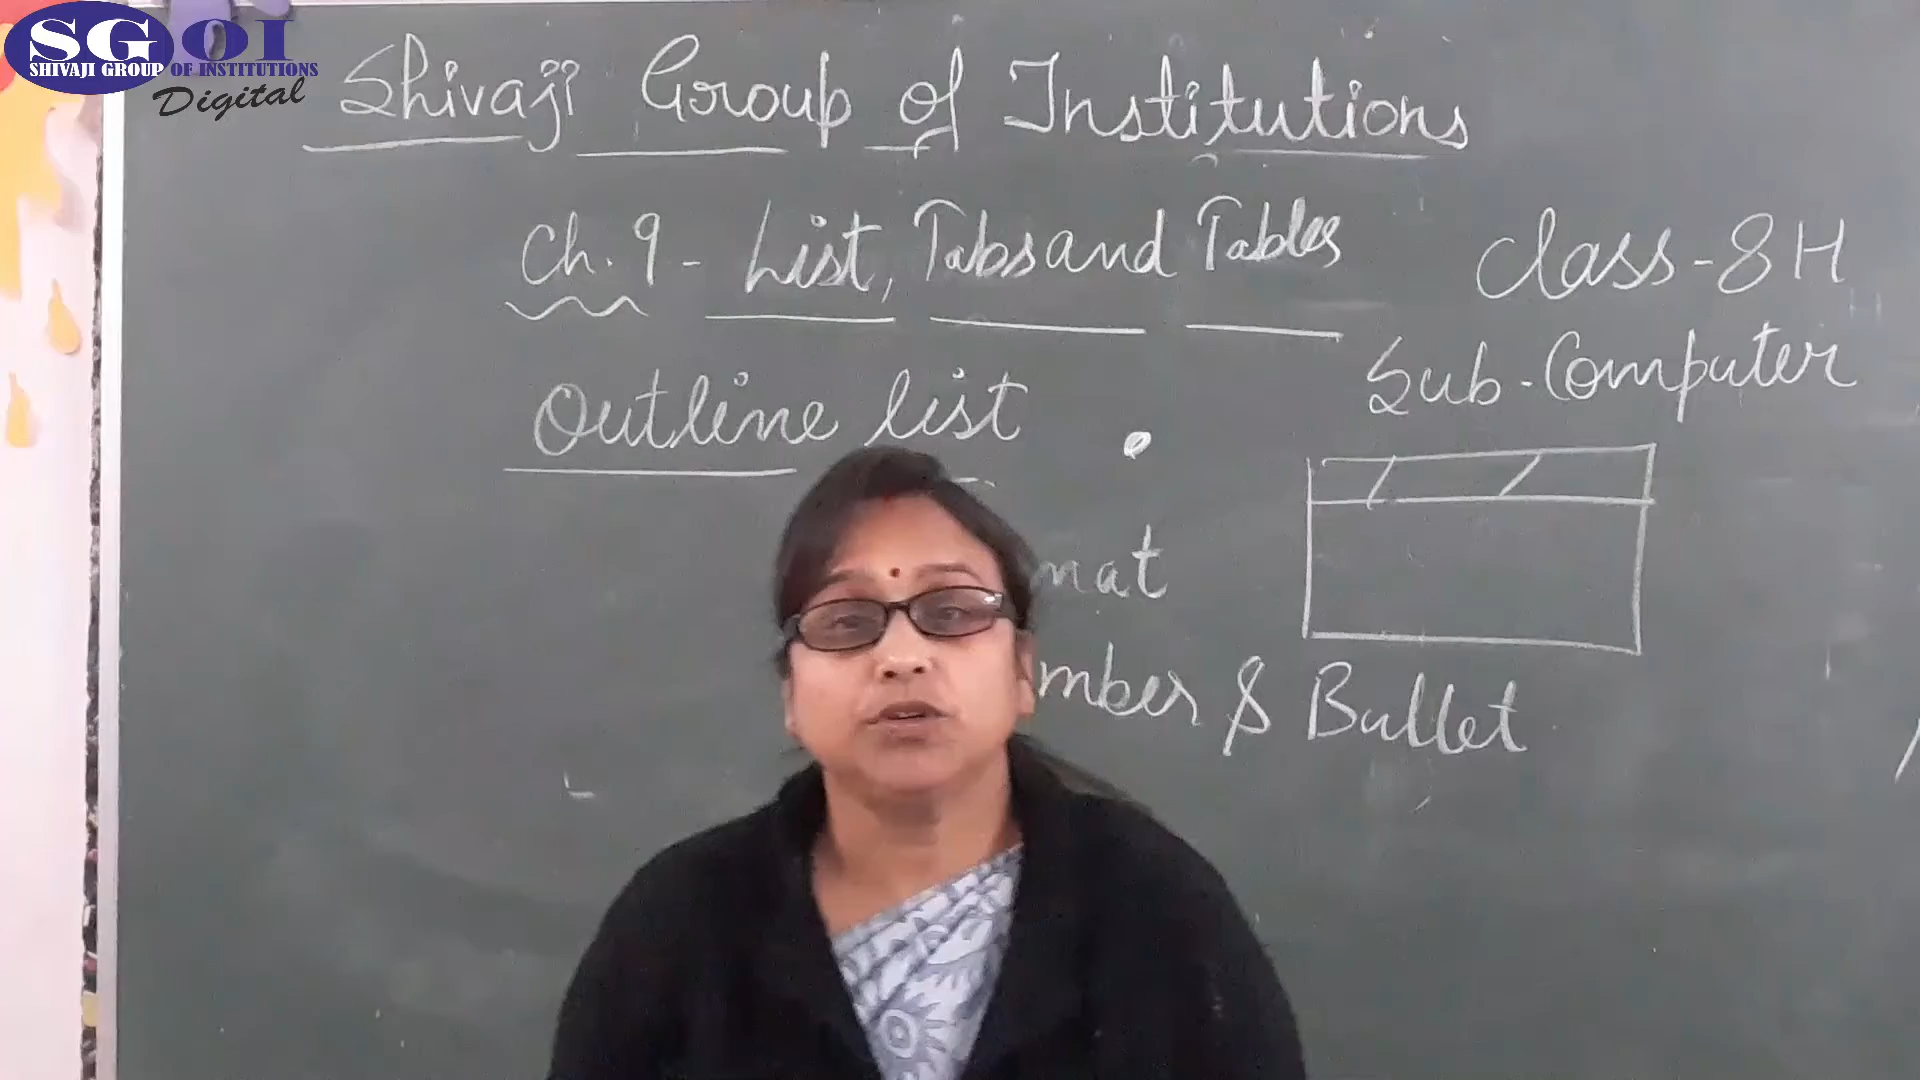 SGOI
SHIVAJI GROUP OF INSTITUTIONS
Digital
Shivaji Group of Institutions
Ch. 9 - List, Tabs and Tables
Class - 8 H
Sub - Computer
Outline list
mat
mber & Bullet